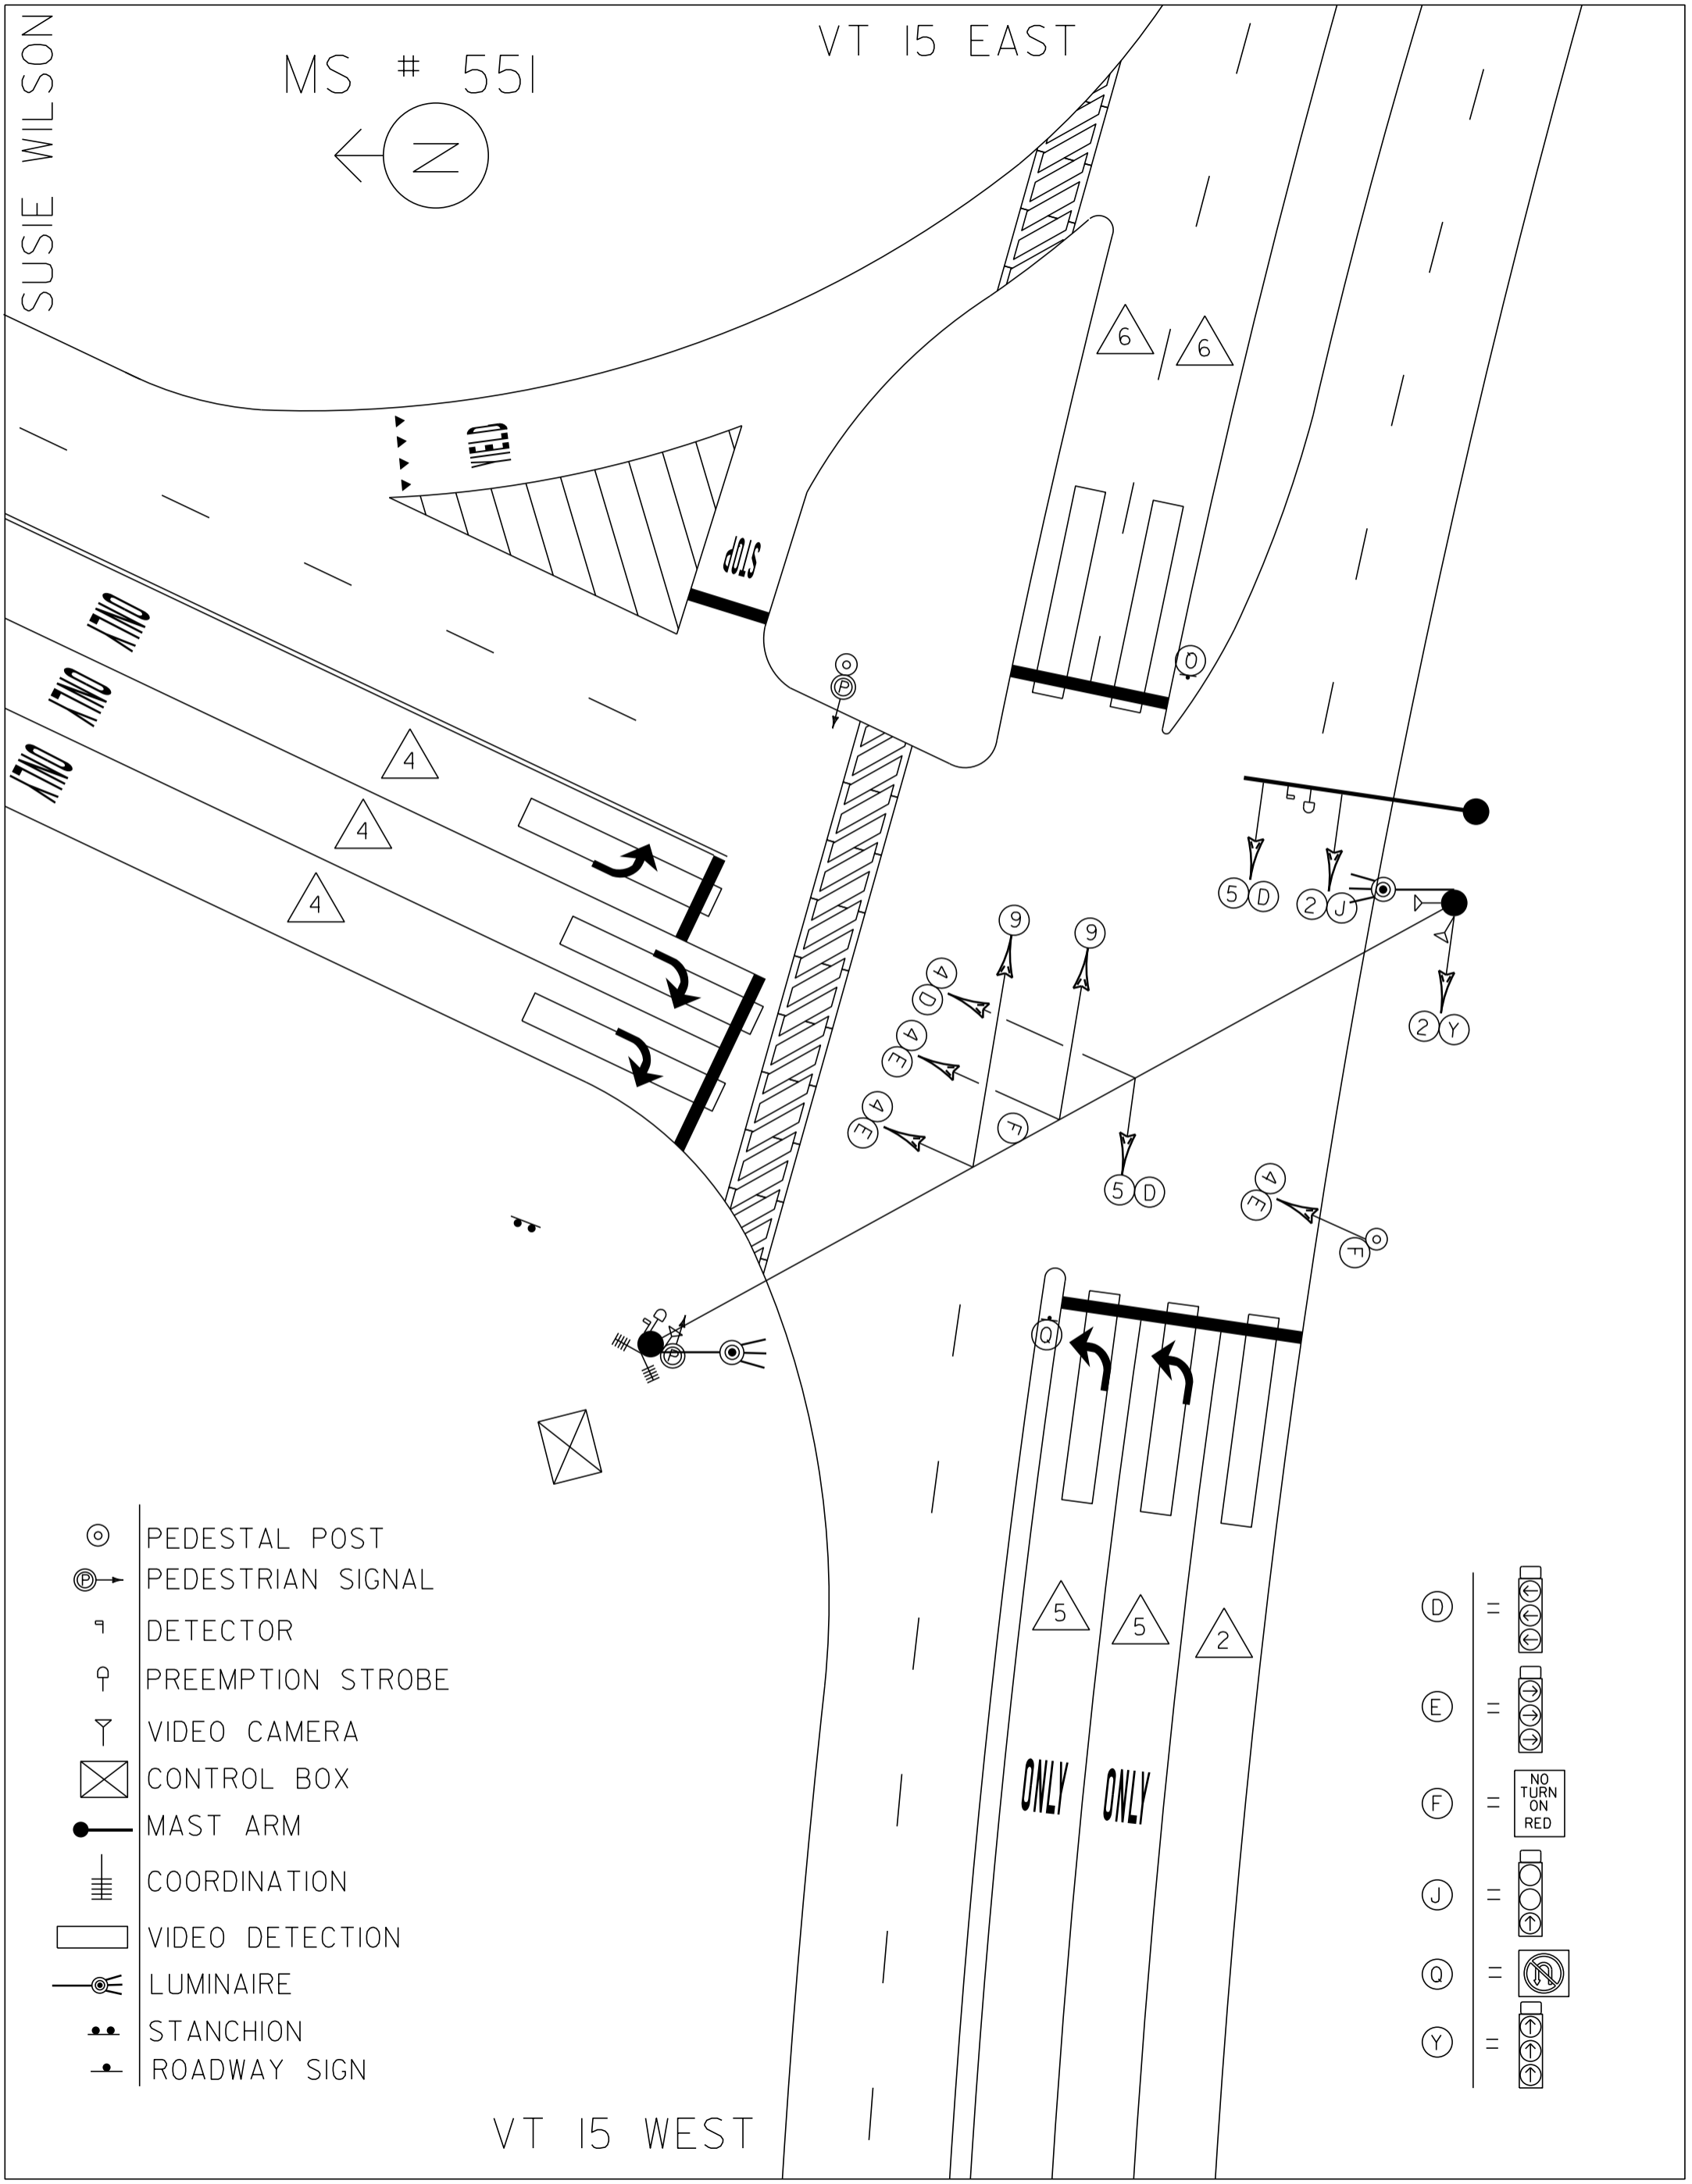 SUSIE WILSON
MS # 551
N
VT 15 EAST
6
6
YIELD
STOP
P
Q
ONLY
ONLY
ONLY
4
4
4
5 D
2 J
2 Y
6
6
4 D
4 E
4 E
F
5 D
4 E
F
P
Q
5
5
2
ONLY
ONLY
PEDESTAL POST
P PEDESTRIAN SIGNAL
DETECTOR
PREEMPTION STROBE
VIDEO CAMERA
CONTROL BOX
MAST ARM
COORDINATION
VIDEO DETECTION
LUMINAIRE
STANCHION
ROADWAY SIGN
D =
E =
F = NO
TURN
ON
RED
J =
Q =
Y =
VT 15 WEST